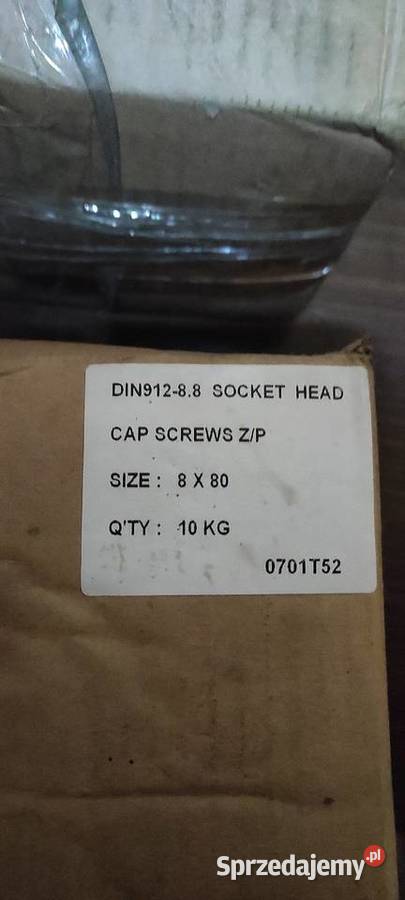 DIN912-8.8 SOCKET HEAD
CAP SCREWS Z/P
SIZE : 8 X 80
Q'TY : 10 KG
0701T52
Sprzedajemy.pl